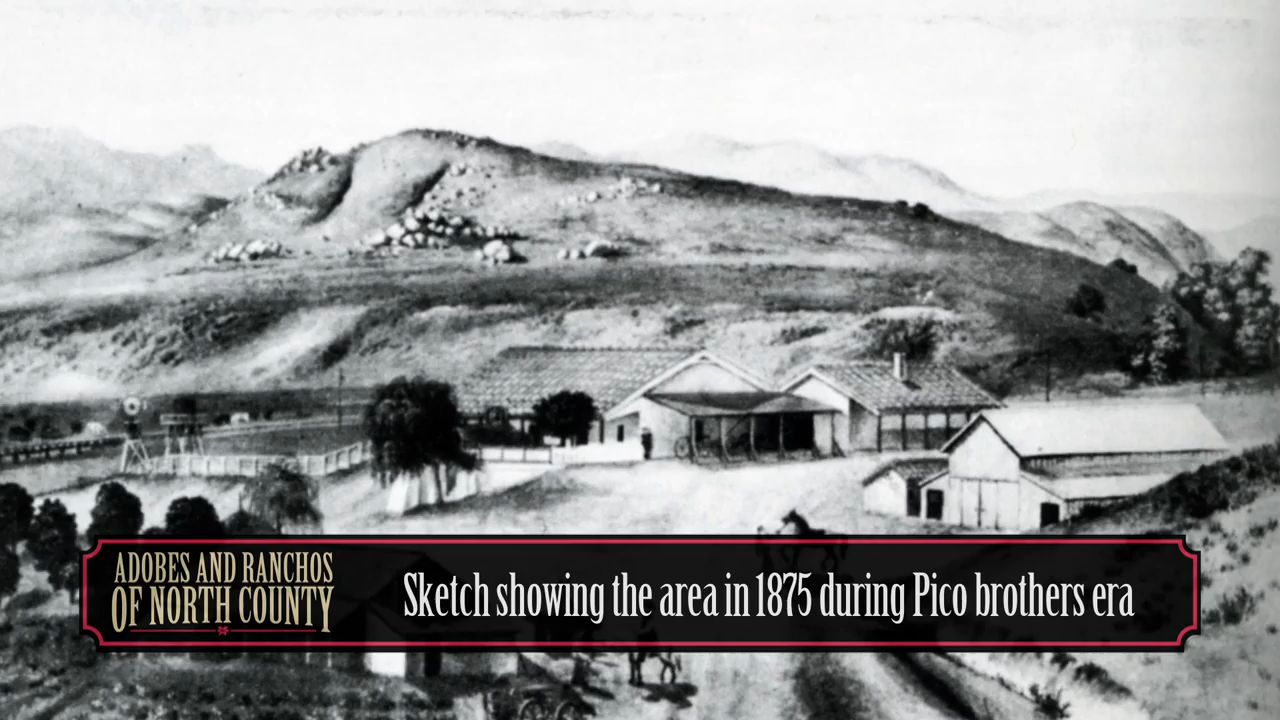 ADOBES AND RANCHOS
OF NORTH COUNTY
Sketch showing the area in 1875 during Pico brothers era